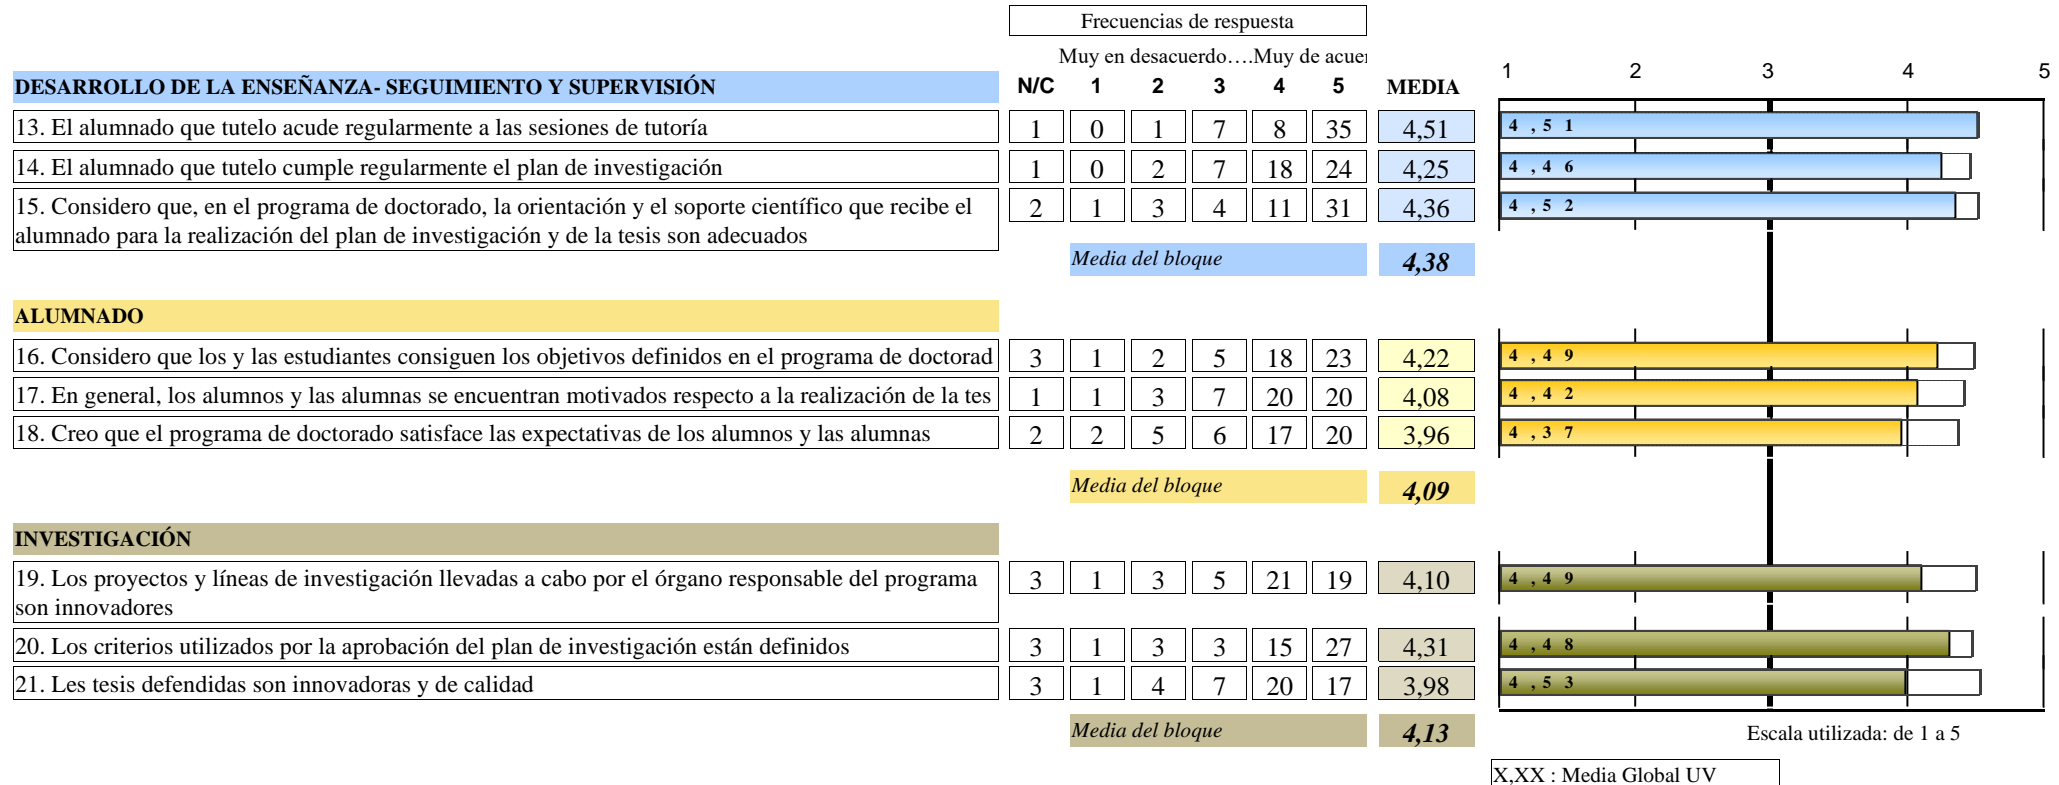 Frecuencias de respuesta
Muy en desacuerdo….Muy de acuer
DESARROLLO DE LA ENSEÑANZA- SEGUIMIENTO Y SUPERVISIÓN N/C 1 2 3 4 5 MEDIA 1 2 3 4 5
13. El alumnado que tutelo acude regularmente a las sesiones de tutoría 1 0 1 7 8 35 4,51 4,51
14. El alumnado que tutelo cumple regularmente el plan de investigación 1 0 2 7 18 24 4,25 4,46
15. Considero que, en el programa de doctorado, la orientación y el soporte científico que recibe el 2 1 3 4 11 31 4,36 4,52
alumnado para la realización del plan de investigación y de la tesis son adecuados
Media del bloque 4,38
ALUMNADO
16. Considero que los y las estudiantes consiguen los objetivos definidos en el programa de doctorad 3 1 2 5 18 23 4,22 4,49
17. En general, los alumnos y las alumnas se encuentran motivados respecto a la realización de la tes 1 1 3 7 20 20 4,08 4,42
18. Creo que el programa de doctorado satisface las expectativas de los alumnos y las alumnas 2 2 5 6 17 20 3,96 4,37
Media del bloque 4,09
INVESTIGACIÓN
19. Los proyectos y líneas de investigación llevadas a cabo por el órgano responsable del programa 3 1 3 5 21 19 4,10 4,49
son innovadores
20. Los criterios utilizados por la aprobación del plan de investigación están definidos 3 1 3 3 15 27 4,31 4,48
21. Les tesis defendidas son innovadoras y de calidad 3 1 4 7 20 17 3,98 4,53
Media del bloque 4,13 Escala utilizada: de 1 a 5
X,XX : Media Global UV